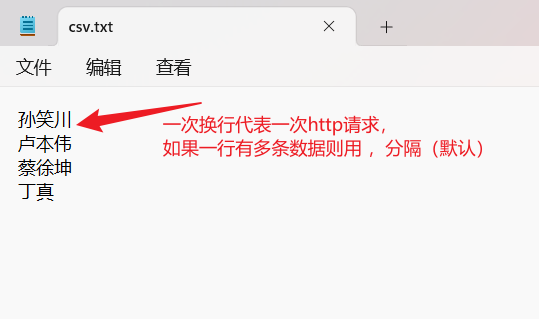 csv.txt
文件 编辑 查看
孙笑川
卢本伟
蔡徐坤
丁真
一次换行代表一次http请求，
如果一行有多条数据则用 ，分隔（默认）